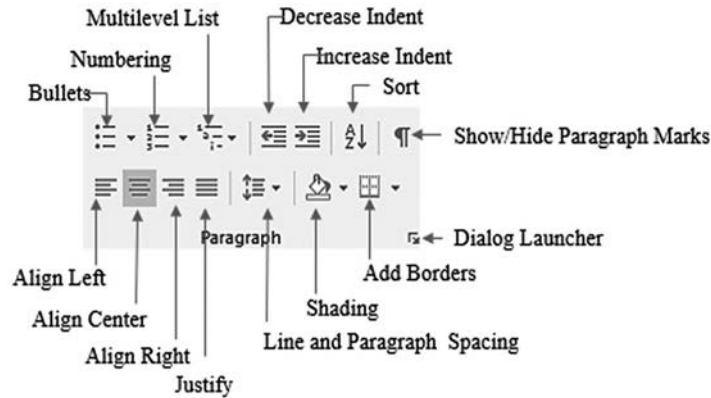 Multilevel List
Decrease Indent
Numbering
Increase Indent
Bullets
Sort
Show/Hide Paragraph Marks
Paragraph
Dialog Launcher
Align Left
Add Borders
Align Center
Shading
Align Right
Line and Paragraph Spacing
Justify